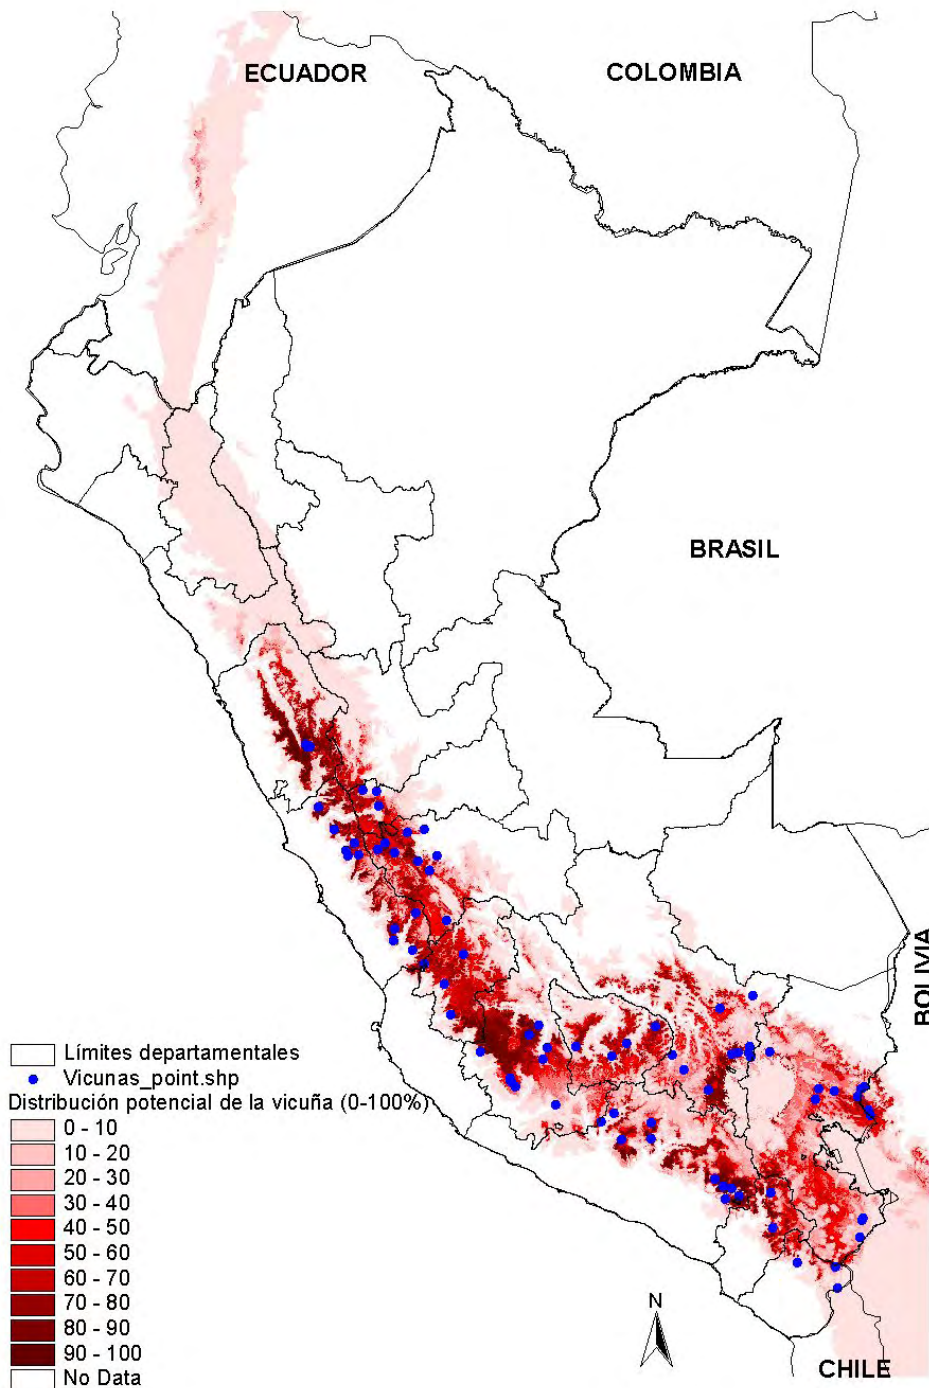 ECUADOR
COLOMBIA
BRASIL
BOLIVIA
Límites departamentales
Vicunas_point.shp
Distribución potencial de la vicuña (0-100%)
0 - 10
10 - 20
20 - 30
30 - 40
40 - 50
50 - 60
60 - 70
70 - 80
80 - 90
90 - 100
No Data
N
CHILE